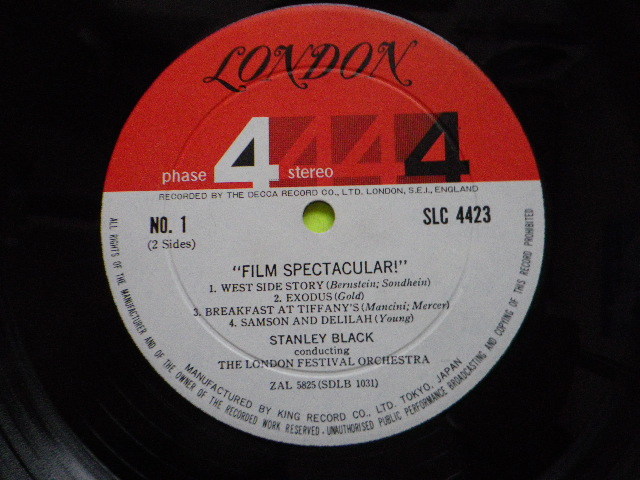 LONDON
phase 4 stereo 4 4 4
RECORDED BY THE DECCA RECORD CO., LTD. LONDON, S.E.I., ENGLAND
NO. 1
(2 Sides)
SLC 4423
"FILM SPECTACULAR!"
1. WEST SIDE STORY (Bernstein; Sondhein)
2. EXODUS (Gold)
3. BREAKFAST AT TIFFANY'S (Mancini; Mercer)
4. SAMSON AND DELILAH (Young)
STANLEY BLACK
conducting
THE LONDON FESTIVAL ORCHESTRA
ZAL 5825 (SDLB 1031)
MANUFACTURED BY KING RECORD CO., LTD. TOKYO, JAPAN
ALL RIGHTS OF THE MANUFACTURER AND OF THE OWNER OF THE RECORDED WORK RESERVED - UNAUTHORISED PUBLIC PERFORMANCE BROADCASTING AND COPYING OF THIS RECORD PROHIBITED